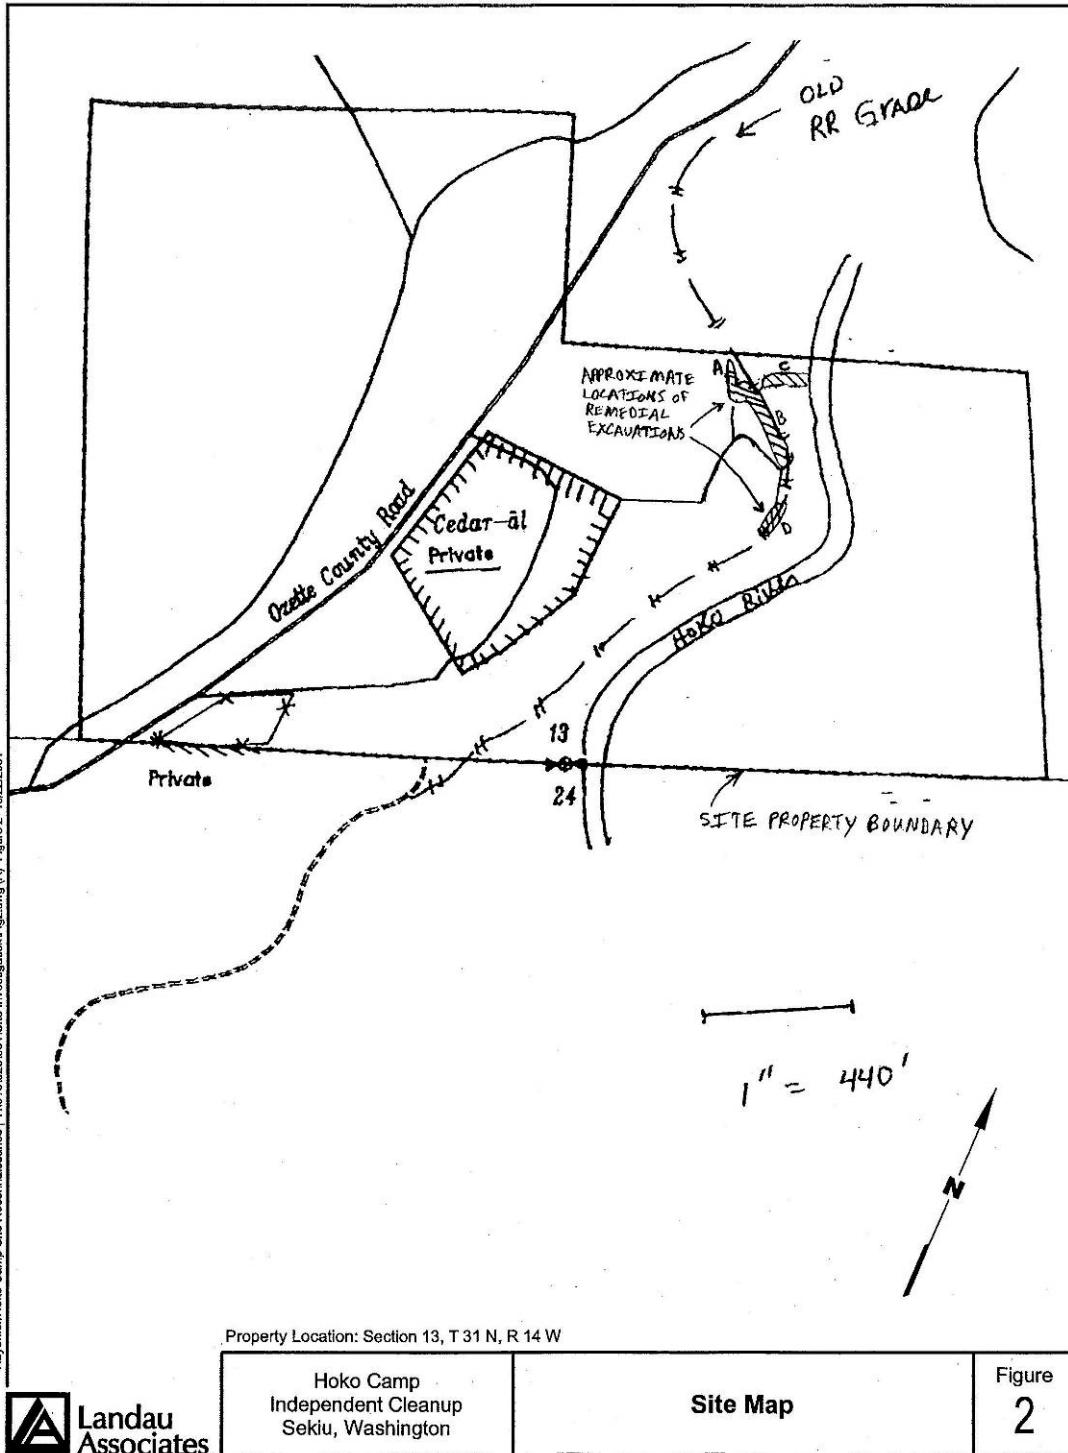 OLD
RR GRADE
APPROXIMATE
LOCATIONS OF
REMEDIAL
EXCAVATIONS
A
C
B
D
Ozette County Road
Cedar-āl
Private
Hoko River
13
24
Private
SITE PROPERTY BOUNDARY
1" = 440'
N
Property Location: Section 13, T 31 N, R 14 W
Landau
Associates
Hoko Camp
Independent Cleanup
Sekiu, Washington
Site Map
Figure
2